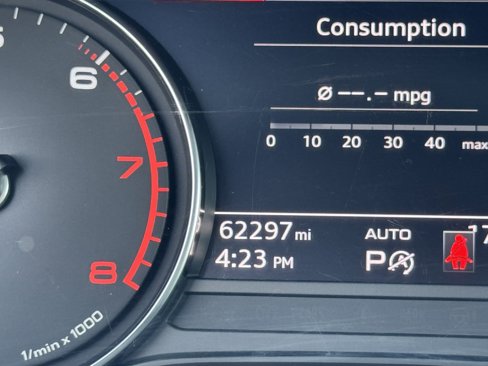 Consumption
Ø --.- mpg
0 10 20 30 40 max
6
7
8
1/min x 1000
62297 mi AUTO
4:23 PM P A